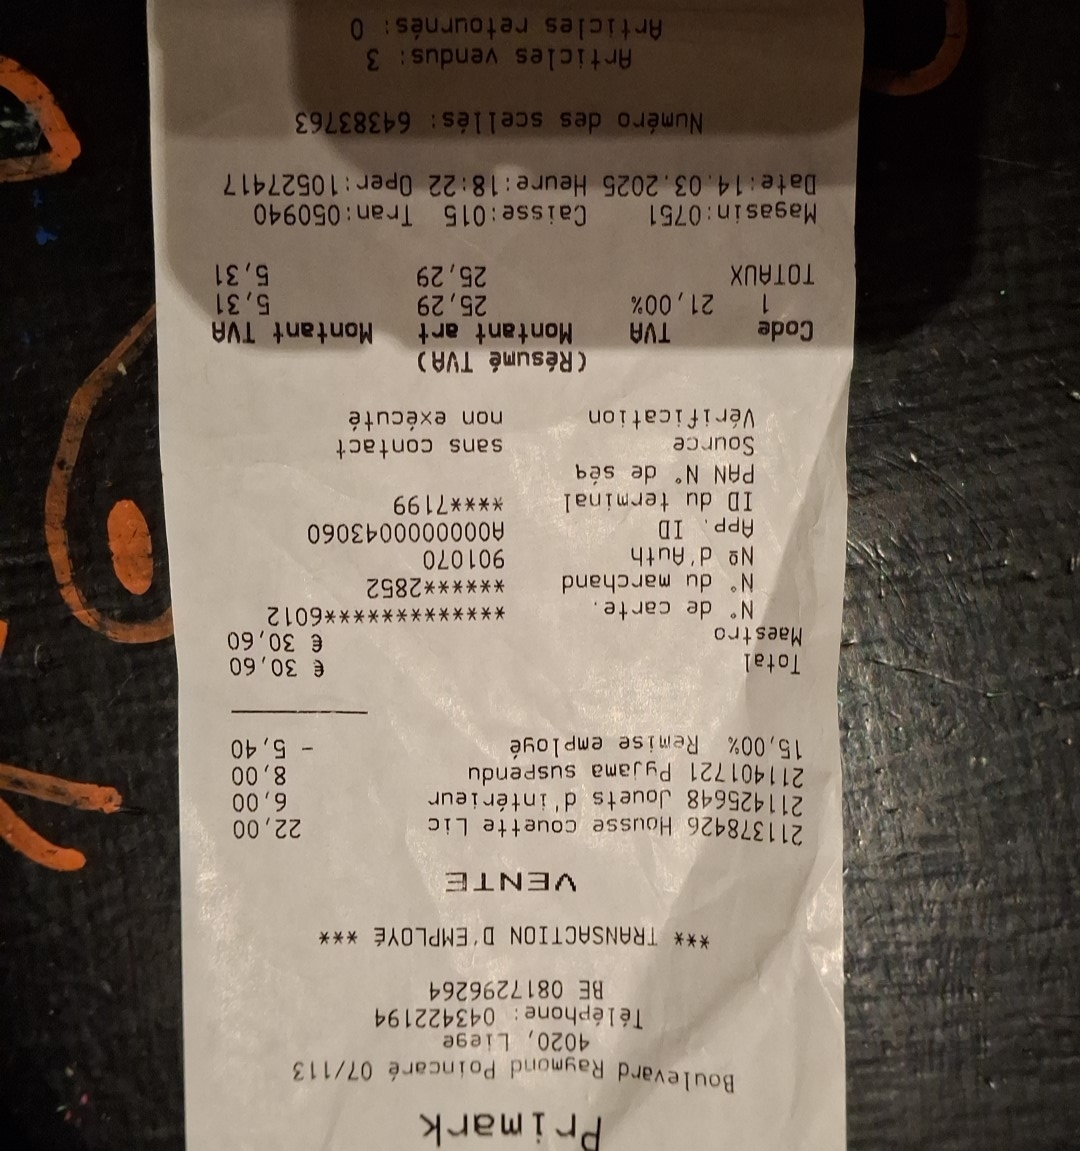 Primark
Boulevard Raymond Poincaré 07/113
4020, Liege
Téléphone: 043422194
BE 0817296264
*** TRANSACTION D'EMPLOYÉ ***
VENTE
211378426 Housse couette Lic 22,00
211425648 Jouets d'intérieur 6,00
211401721 Pyjama suspendu 8,00
15,00% Remise employé - 5,40
Total € 30,60
Maestro € 30,60
N° de carte. *************6012
N° du marchand ******2852
Nº d'Auth 901070
App. ID A0000000043060
ID du terminal ****7199
PAN N° de séq
Source sans contact
Vérification non exécuté
(Résumé TVA)
Code TVA Montant art Montant TVA
1 21,00% 25,29 5,31
TOTAUX 25,29 5,31
Magasin:0751 Caisse:015 Tran:050940
Date:14.03.2025 Heure:18:22 Oper:10527417
Numéro des scellés: 64383763
Articles vendus: 3
Articles retournés: 0